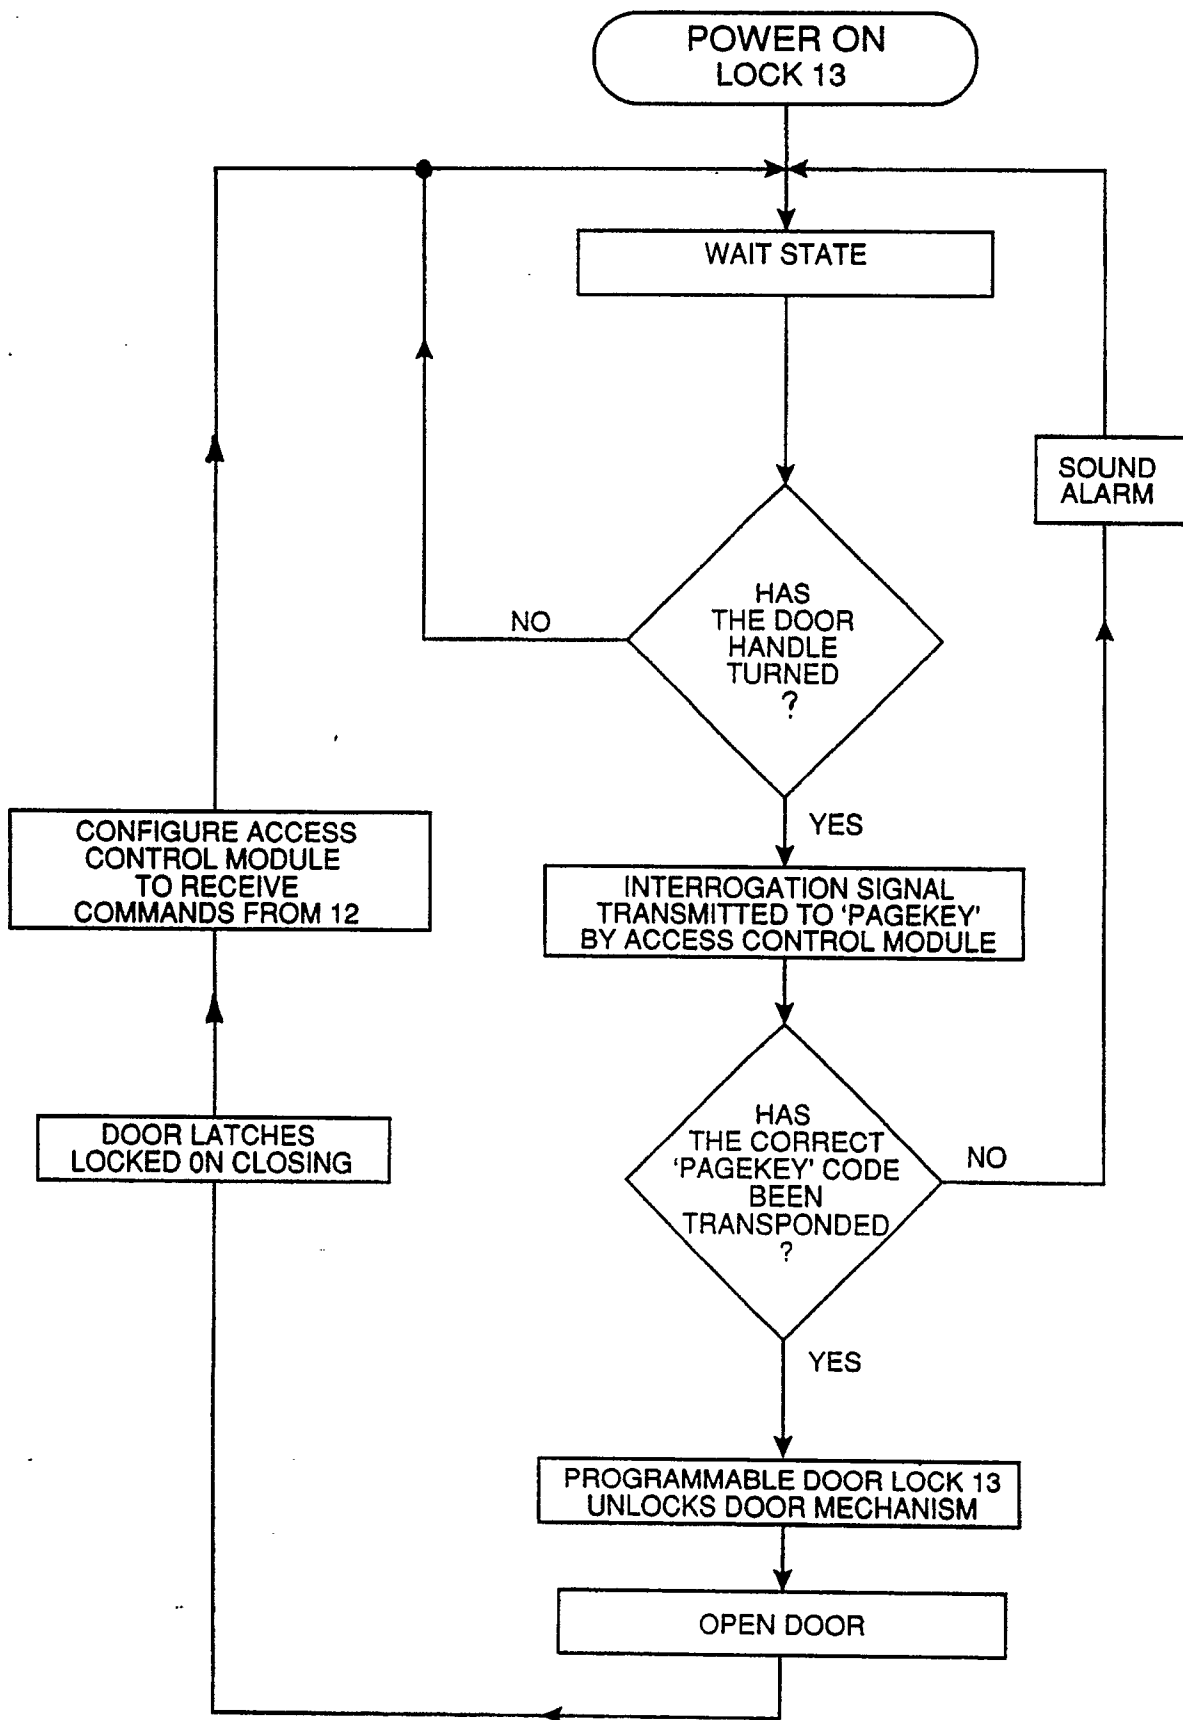 POWER ON
LOCK 13
WAIT STATE
SOUND
ALARM
HAS
THE DOOR
HANDLE
TURNED
?
NO
YES
CONFIGURE ACCESS
CONTROL MODULE
TO RECEIVE
COMMANDS FROM 12
INTERROGATION SIGNAL
TRANSMITTED TO ‘PAGEKEY’
BY ACCESS CONTROL MODULE
DOOR LATCHES
LOCKED 0N CLOSING
HAS
THE CORRECT
‘PAGEKEY’ CODE
BEEN
TRANSPONDED
?
NO
YES
PROGRAMMABLE DOOR LOCK 13
UNLOCKS DOOR MECHANISM
OPEN DOOR